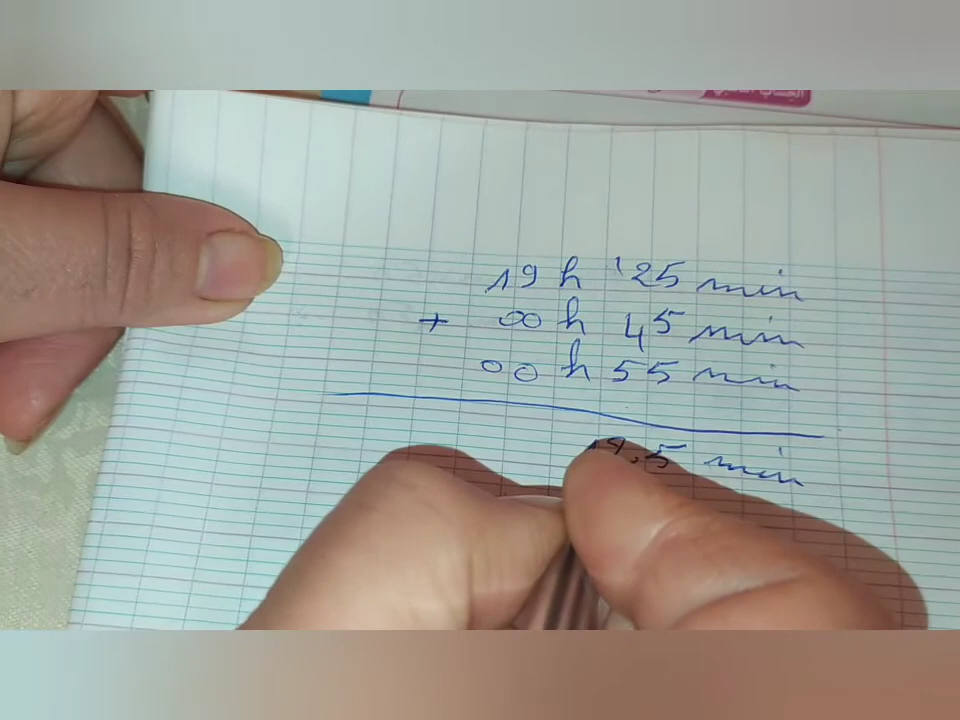 19 h ¹25 min
+ 00 h 45 min
00 h 55 min
5 min